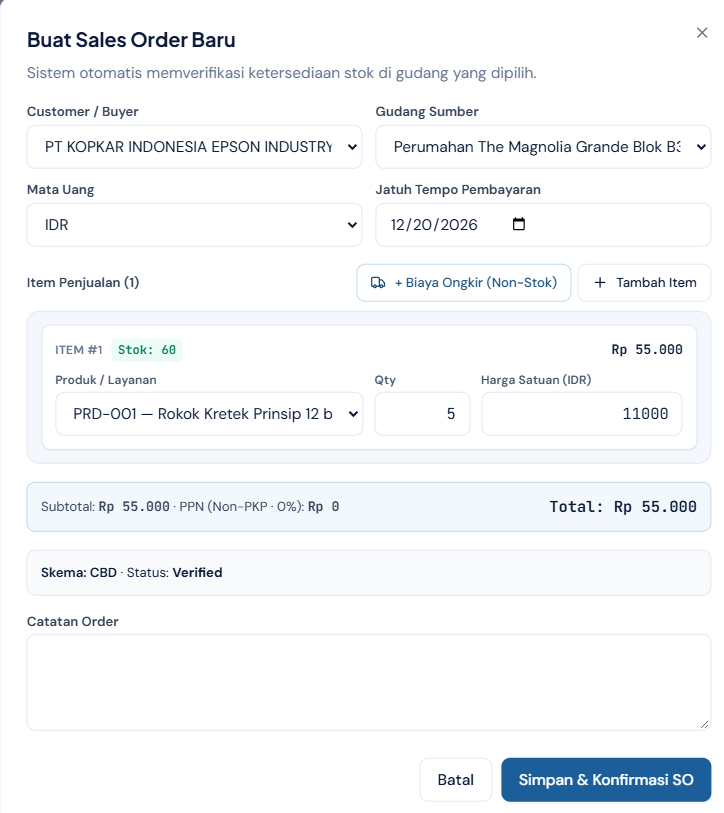 Buat Sales Order Baru
Sistem otomatis memverifikasi ketersediaan stok di gudang yang dipilih.
Customer / Buyer
Gudang Sumber
PT KOPKAR INDONESIA EPSON INDUSTRY
Perumahan The Magnolia Grande Blok B3
Mata Uang
Jatuh Tempo Pembayaran
IDR
12/20/2026
Item Penjualan (1)
+ Biaya Ongkir (Non-Stok)
+ Tambah Item
ITEM #1 Stok: 60
Rp 55.000
Produk / Layanan
Qty
Harga Satuan (IDR)
PRD-001 — Rokok Kretek Prinsip 12 b
5
11000
Subtotal: Rp 55.000 · PPN (Non-PKP · 0%): Rp 0
Total: Rp 55.000
Skema: CBD · Status: Verified
Catatan Order
Batal
Simpan & Konfirmasi SO